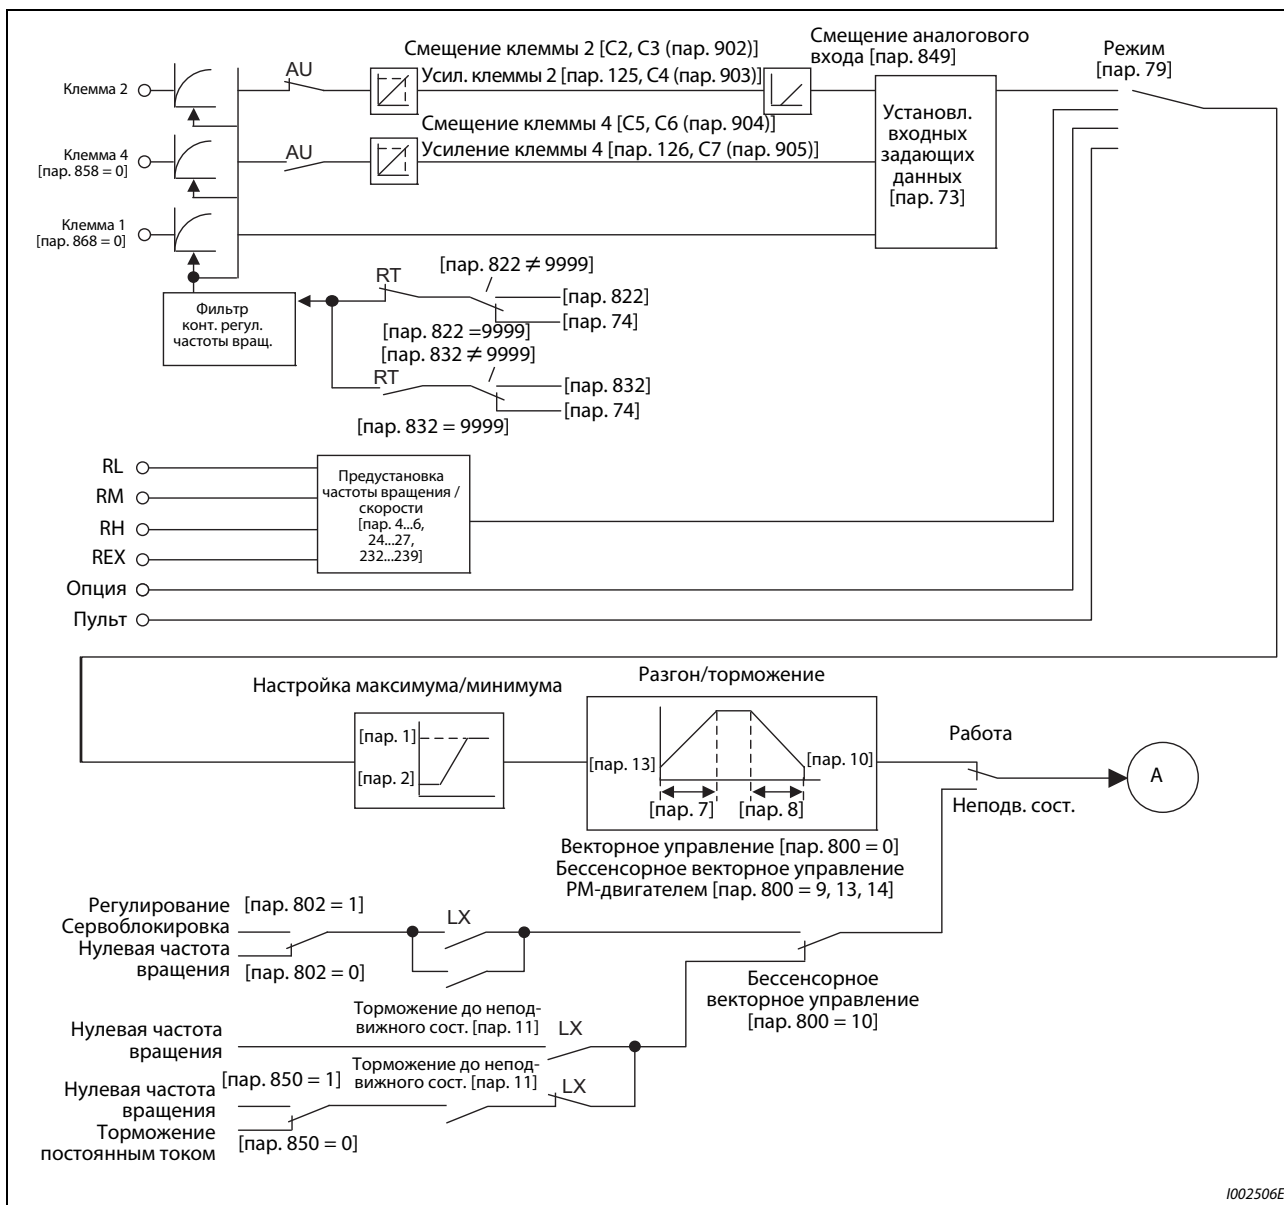 Смещение клеммы 2 [C2, C3 (пар. 902)]
Смещение аналогового
входа [пар. 849]
Режим
[пар. 79]
Клемма 2
AU
Усил. клеммы 2 [пар. 125, C4 (пар. 903)]
Смещение клеммы 4 [C5, C6 (пар. 904)]
Клемма 4
[пар. 858 = 0]
AU
Усиление клеммы 4 [пар. 126, C7 (пар. 905)]
Установл.
входных
задающих
данных
[пар. 73]
Клемма 1
[пар. 868 = 0]
Фильтр
конт. регул.
частоты вращ.
RT
[пар. 822 ≠ 9999]
[пар. 822]
[пар. 74]
[пар. 822 =9999]
[пар. 832 ≠ 9999]
RT
[пар. 832]
[пар. 74]
[пар. 832 = 9999]
RL
RM
RH
REX
Опция
Пульт
Предустановка
частоты вращения /
скорости
[пар. 4...6,
24...27,
232...239]
Настройка максимума/минимума
[пар. 1]
[пар. 2]
Разгон/торможение
[пар. 13]
[пар. 10]
[пар. 7]
[пар. 8]
Работа
Неподв. сост.
A
Векторное управление [пар. 800 = 0]
Бессенсорное векторное управление
PM-двигателем [пар. 800 = 9, 13, 14]
Регулирование
Сервоблокировка
Нулевая частота
вращения
[пар. 802 = 1]
[пар. 802 = 0]
LX
Бессенсорное
векторное управление
[пар. 800 = 10]
Нулевая частота
вращения
Торможение до непод-
вижного сост. [пар. 11]
LX
Нулевая частота
вращения
Торможение
постоянным током
[пар. 850 = 1]
[пар. 850 = 0]
Торможение до непод-
вижного сост. [пар. 11]
LX
I002506E